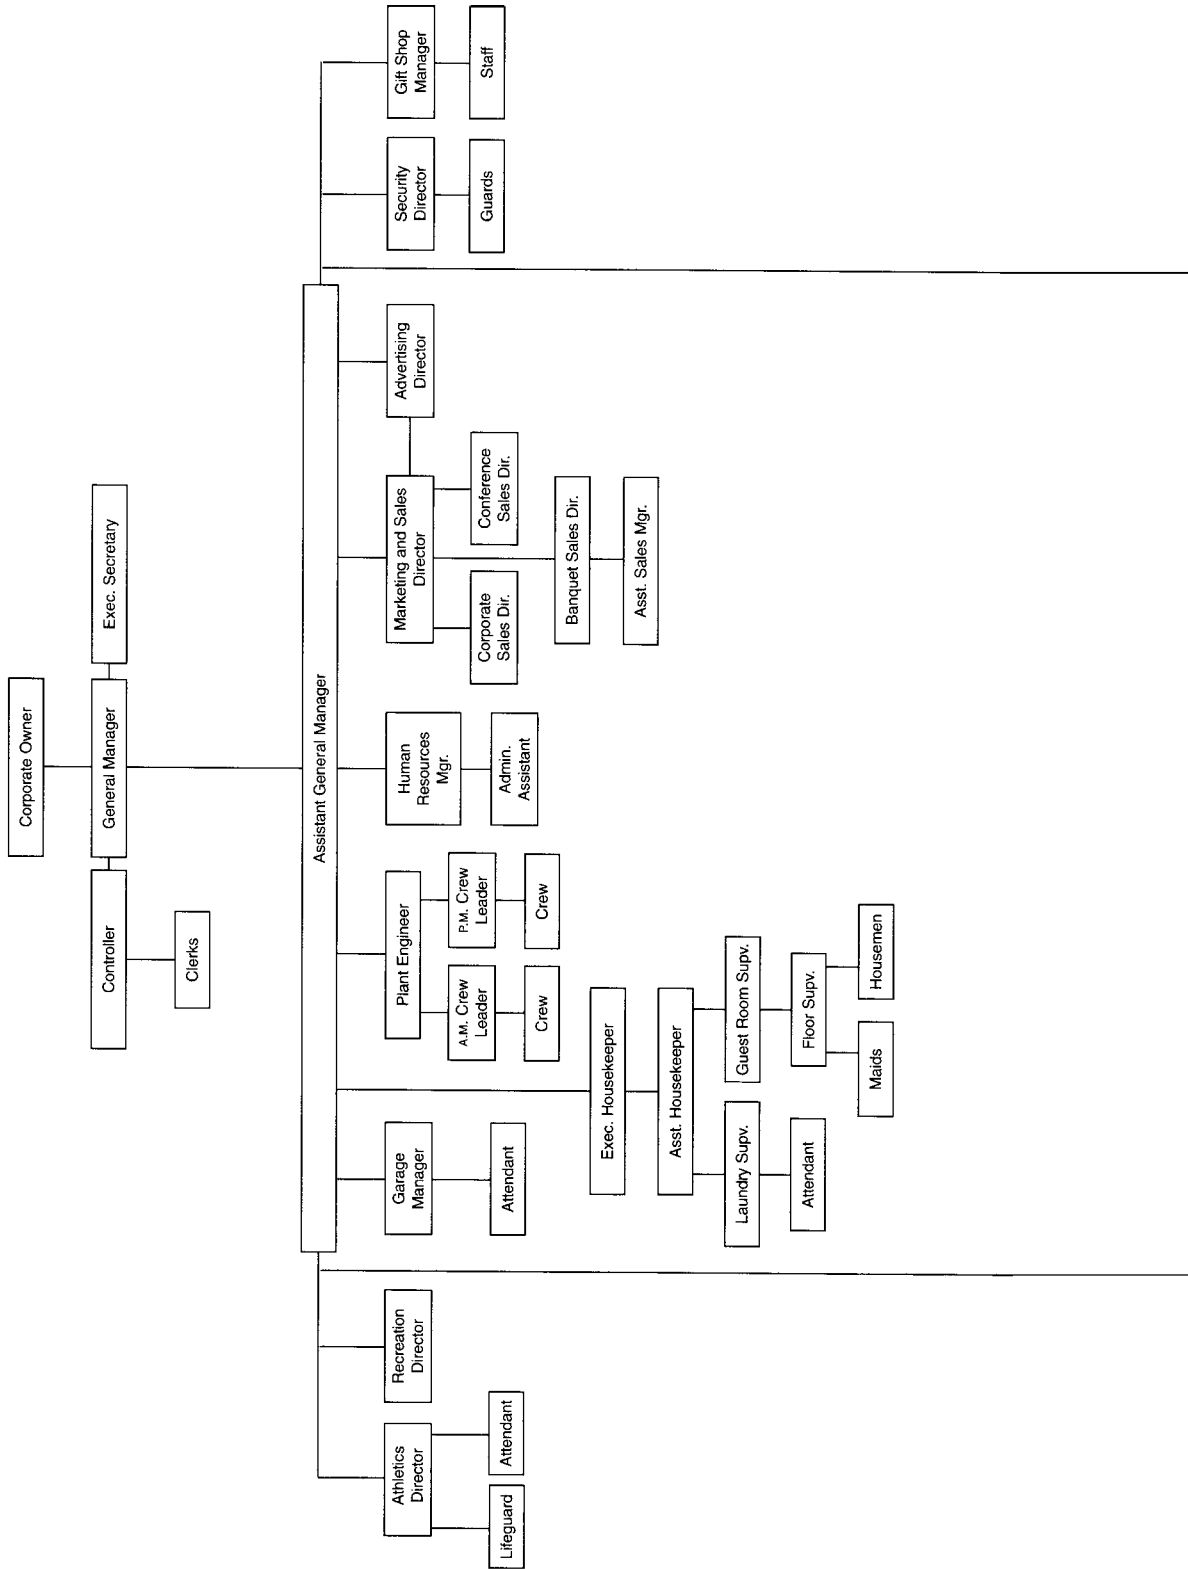 Corporate Owner
Controller
General Manager
Exec. Secretary
Clerks
Assistant General Manager
Athletics
Director
Recreation
Director
Garage
Manager
Plant Engineer
Human
Resources
Mgr.
Marketing and Sales
Director
Advertising
Director
Security
Director
Gift Shop
Manager
Lifeguard
Attendant
Attendant
A.M. Crew
Leader
P.M. Crew
Leader
Admin.
Assistant
Corporate
Sales Dir.
Conference
Sales Dir.
Guards
Staff
Crew
Crew
Exec. Housekeeper
Banquet Sales Dir.
Asst. Housekeeper
Asst. Sales Mgr.
Laundry Supv.
Guest Room Supv.
Attendant
Floor Supv.
Maids
Housemen